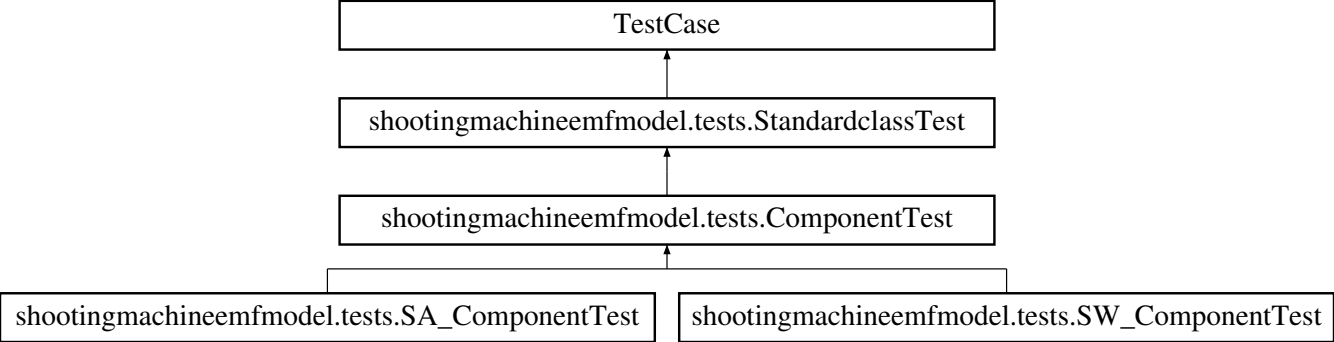 TestCase
shootingmachineemfmodel.tests.StandardclassTest
shootingmachineemfmodel.tests.ComponentTest
shootingmachineemfmodel.tests.SA_ComponentTest
shootingmachineemfmodel.tests.SW_ComponentTest